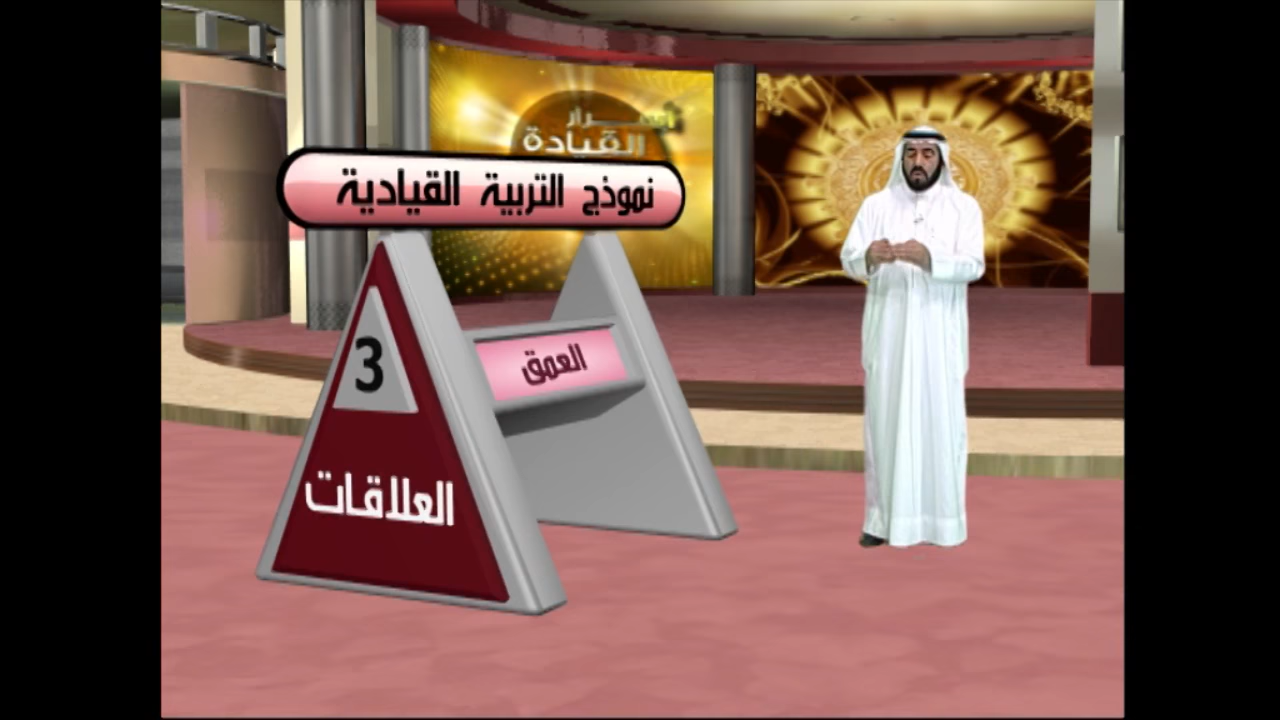 أسرار
القيادة
نموذج التربية القيادية
3
العمق
العلاقات